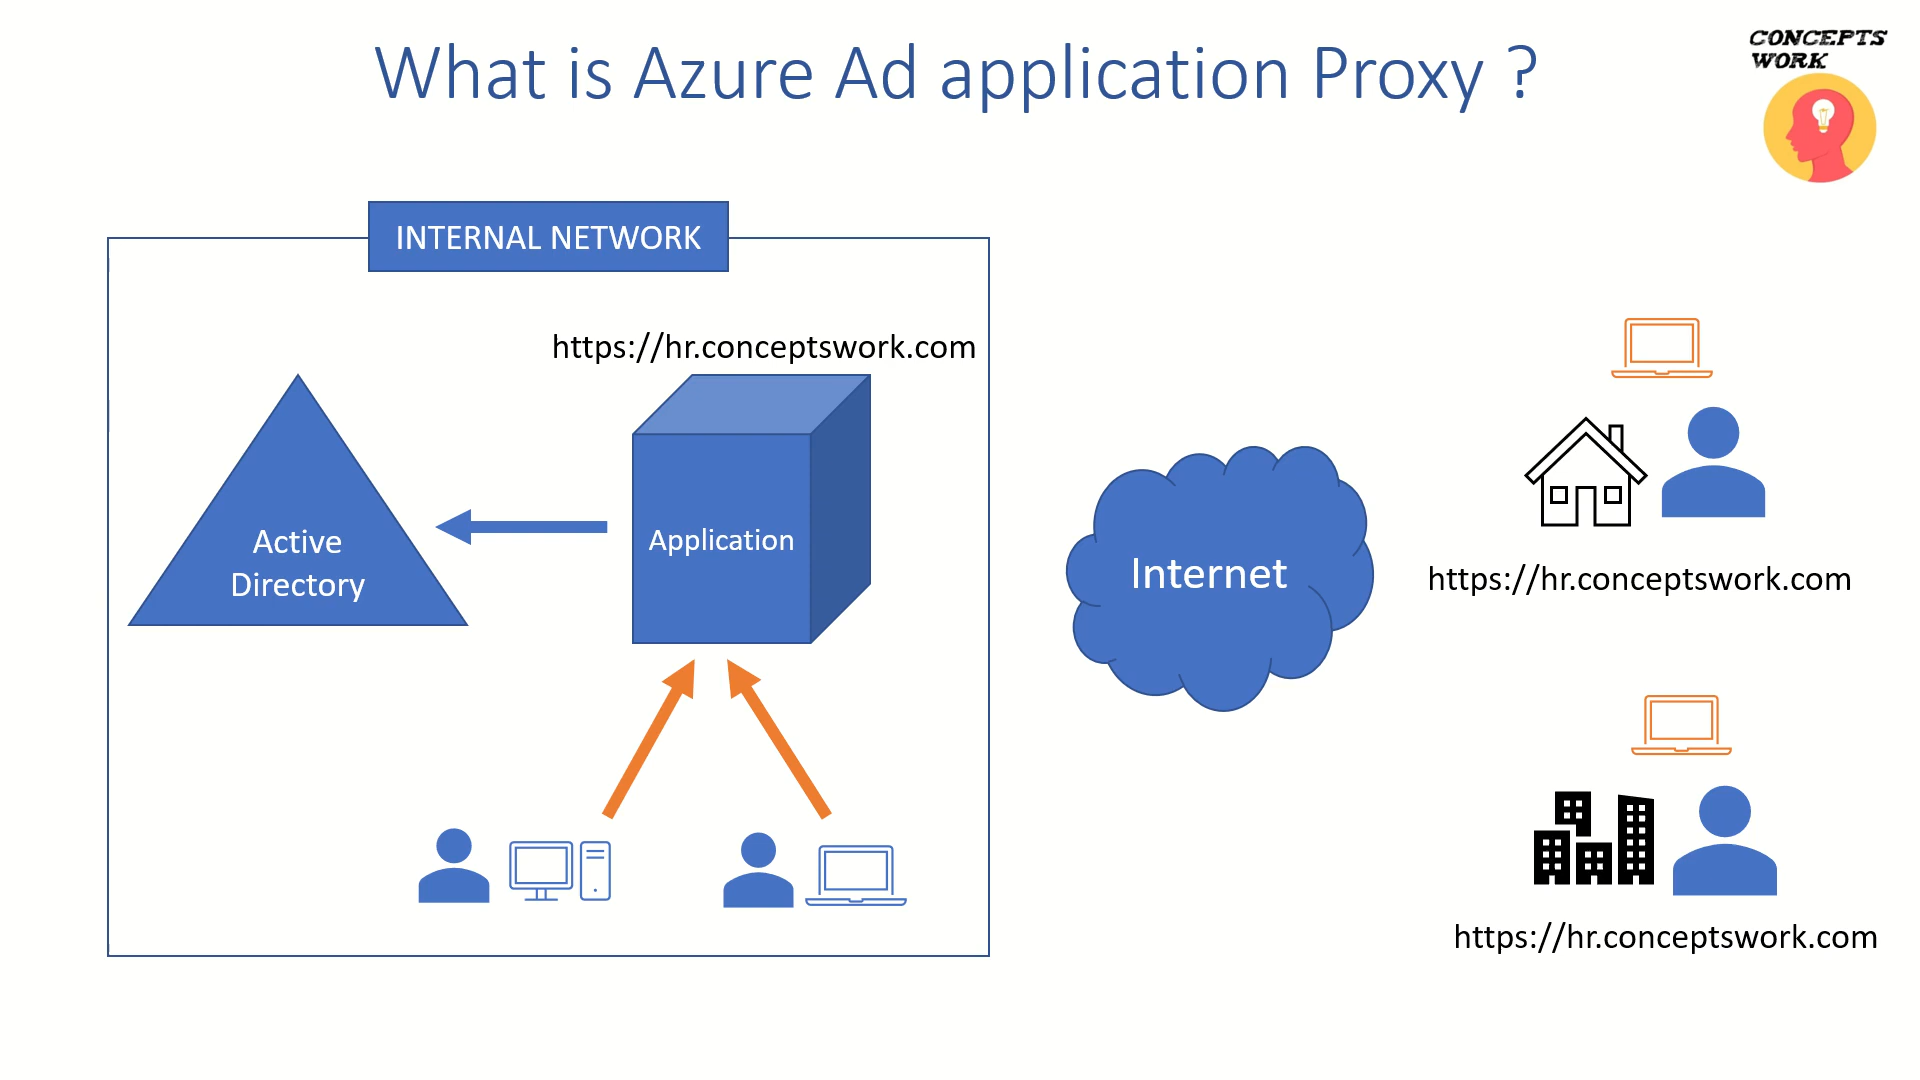 What is Azure Ad application Proxy ?
CONCEPTS
WORK
INTERNAL NETWORK
https://hr.conceptswork.com
Active
Directory
Application
Internet
https://hr.conceptswork.com
https://hr.conceptswork.com